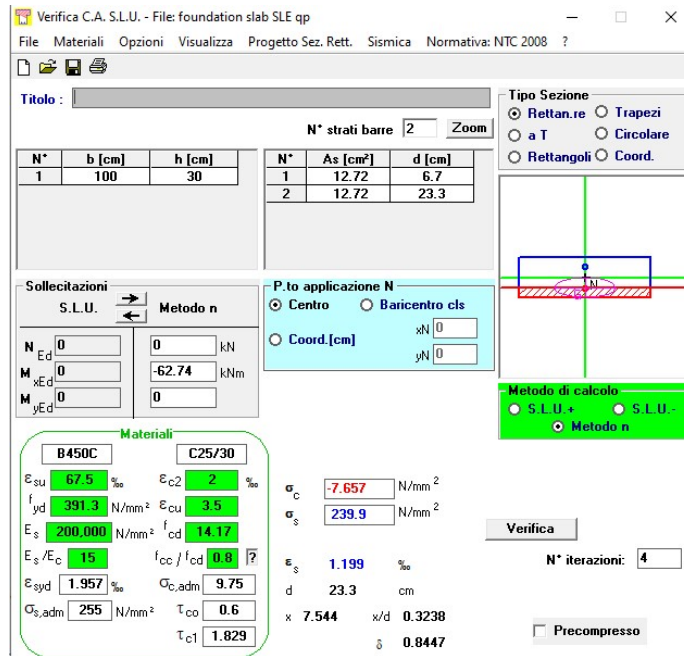 Verifica C.A. S.L.U. - File: foundation slab SLE qp
File Materiali Opzioni Visualizza Progetto Sez. Rett. Sismica Normativa: NTC 2008 ?
Titolo :
N° strati barre 2 Zoom
N° b [cm] h [cm]
1 100 30
N° As [cm²] d [cm]
1 12.72 6.7
2 12.72 23.3
Tipo Sezione
Rettan.re Trapezi
a T Circolare
Rettangoli Coord.
N
Sollecitazioni
S.L.U. Metodo n
N Ed 0 0 kN
M xEd 0 -62.74 kNm
M yEd 0 0
P.to applicazione N
Centro Baricentro cls
Coord.[cm] xN 0
yN 0
Metodo di calcolo
S.L.U.+ S.L.U.-
Metodo n
Materiali
B450C C25/30
εsu 67.5 ‰ εc2 2 ‰
fyd 391.3 N/mm² εcu 3.5
Es 200,000 N/mm² fcd 14.17
Es/Ec 15 fcc / fcd 0.8 ?
εsyd 1.957 ‰ σc,adm 9.75
σs,adm 255 N/mm² τco 0.6
τc1 1.829
σc -7.657 N/mm²
σs 239.9 N/mm²
εs 1.199 ‰
d 23.3 cm
x 7.544 x/d 0.3238
δ 0.8447
Verifica
N° iterazioni: 4
Precompresso